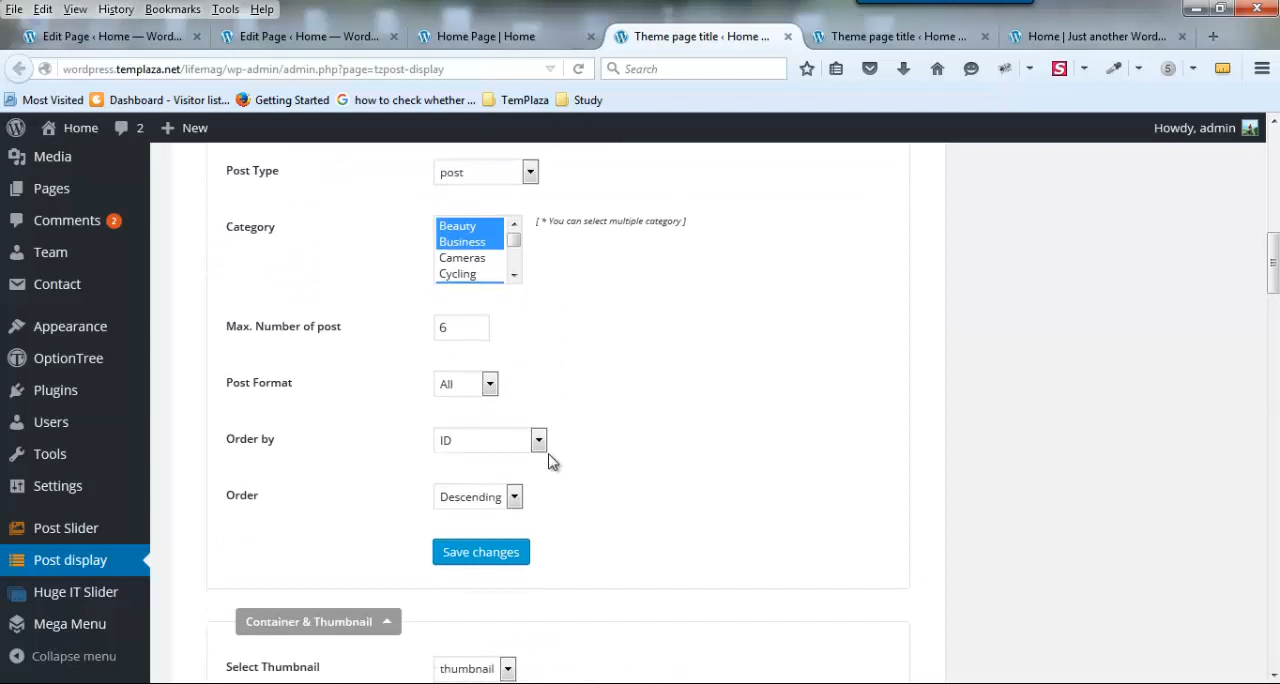 File Edit View History Bookmarks Tools Help
Edit Page ‹ Home — Word... × Edit Page ‹ Home — Word... × Home Page | Home × Theme page title ‹ Home ... × Theme page title ‹ Home ... × Home | Just another Word... × +
wordpress.templaza.net/lifemag/wp-admin/admin.php?page=tzpost-display Search S 5
Most Visited Dashboard - Visitor list... Getting Started how to check whether ... TemPlaza Study
Home 2 + New Howdy, admin
Media
Pages
Comments 2
Team
Contact
Appearance
OptionTree
Plugins
Users
Tools
Settings
Post Slider
Post display
Huge IT Slider
Mega Menu
Collapse menu
Post Type post
Category [ * You can select multiple category ]
Beauty
Business
Cameras
Cycling
Max. Number of post 6
Post Format All
Order by ID
Order Descending
Save changes
Container & Thumbnail
Select Thumbnail thumbnail